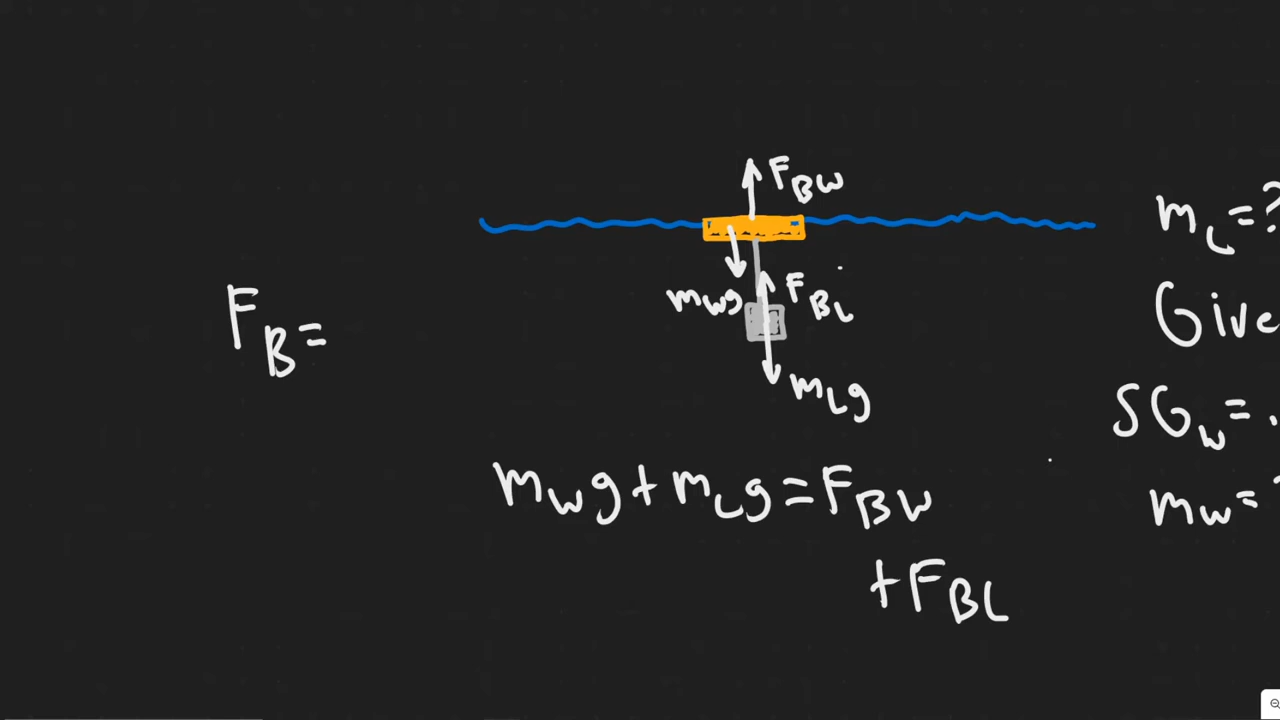 F_BW
m_L=?
m_Wg
F_BL
Give
F_B=
m_Lg
SG_W=.
m_Wg+m_Lg=F_BW
m_W=
+F_BL